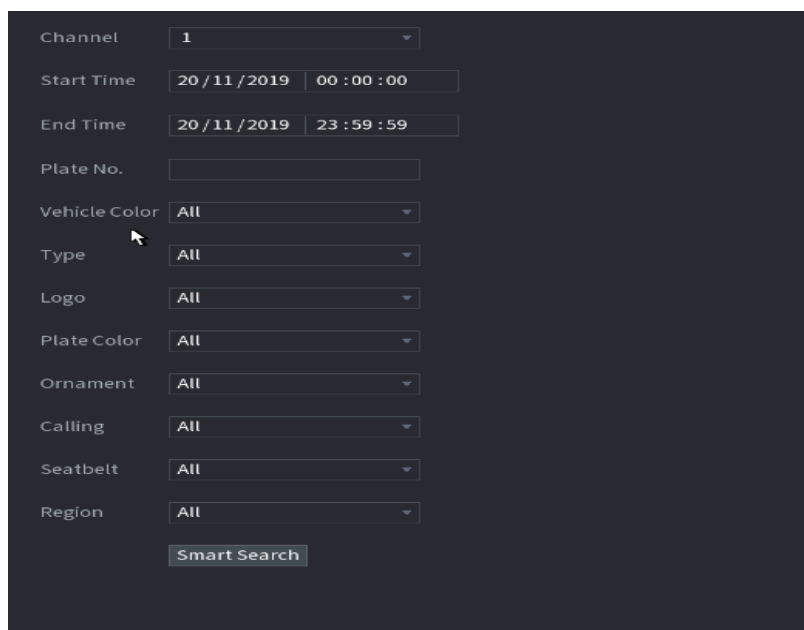 Channel 1
Start Time 20/11/2019 00:00:00
End Time 20/11/2019 23:59:59
Plate No.
Vehicle Color All
Type All
Logo All
Plate Color All
Ornament All
Calling All
Seatbelt All
Region All
Smart Search